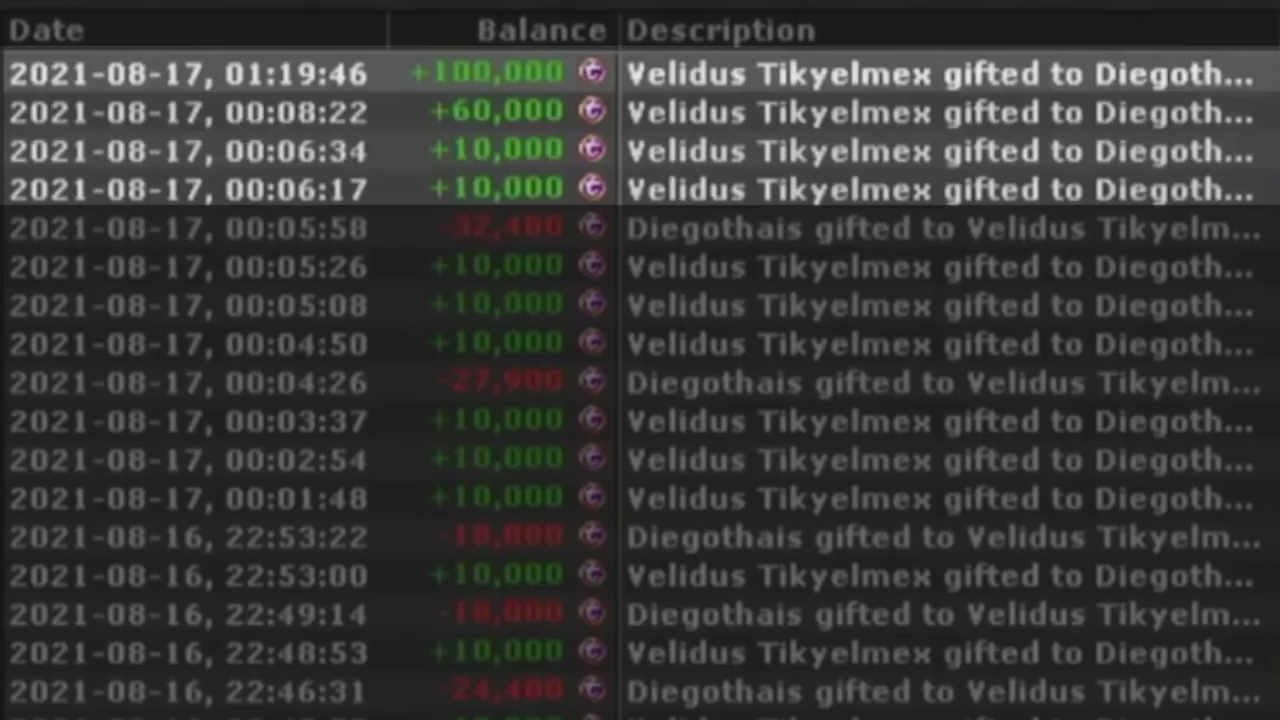 Date Balance Description
2021-08-17, 01:19:46 +100,000 Velidus Tikyelmex gifted to Diegoth...
2021-08-17, 00:08:22 +60,000 Velidus Tikyelmex gifted to Diegoth...
2021-08-17, 00:06:34 +10,000 Velidus Tikyelmex gifted to Diegoth...
2021-08-17, 00:06:17 +10,000 Velidus Tikyelmex gifted to Diegoth...
2021-08-17, 00:05:58 -32,400 Diegothais gifted to Velidus Tikyelm...
2021-08-17, 00:05:26 +10,000 Velidus Tikyelmex gifted to Diegoth...
2021-08-17, 00:05:08 +10,000 Velidus Tikyelmex gifted to Diegoth...
2021-08-17, 00:04:50 +10,000 Velidus Tikyelmex gifted to Diegoth...
2021-08-17, 00:04:26 -27,900 Diegothais gifted to Velidus Tikyelm...
2021-08-17, 00:03:37 +10,000 Velidus Tikyelmex gifted to Diegoth...
2021-08-17, 00:02:54 +10,000 Velidus Tikyelmex gifted to Diegoth...
2021-08-17, 00:01:48 +10,000 Velidus Tikyelmex gifted to Diegoth...
2021-08-16, 22:53:22 -18,000 Diegothais gifted to Velidus Tikyelm...
2021-08-16, 22:53:00 +10,000 Velidus Tikyelmex gifted to Diegoth...
2021-08-16, 22:49:14 -18,000 Diegothais gifted to Velidus Tikyelm...
2021-08-16, 22:48:53 +10,000 Velidus Tikyelmex gifted to Diegoth...
2021-08-16, 22:46:31 -24,400 Diegothais gifted to Velidus Tikyelm...